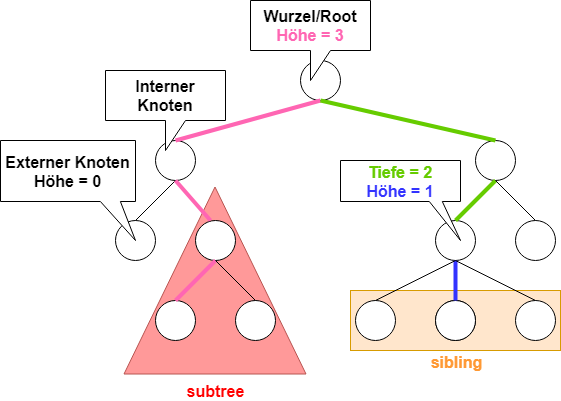 Wurzel/Root
Höhe = 3
Interner
Knoten
Externer Knoten
Höhe = 0
Tiefe = 2
Höhe = 1
sibling
subtree